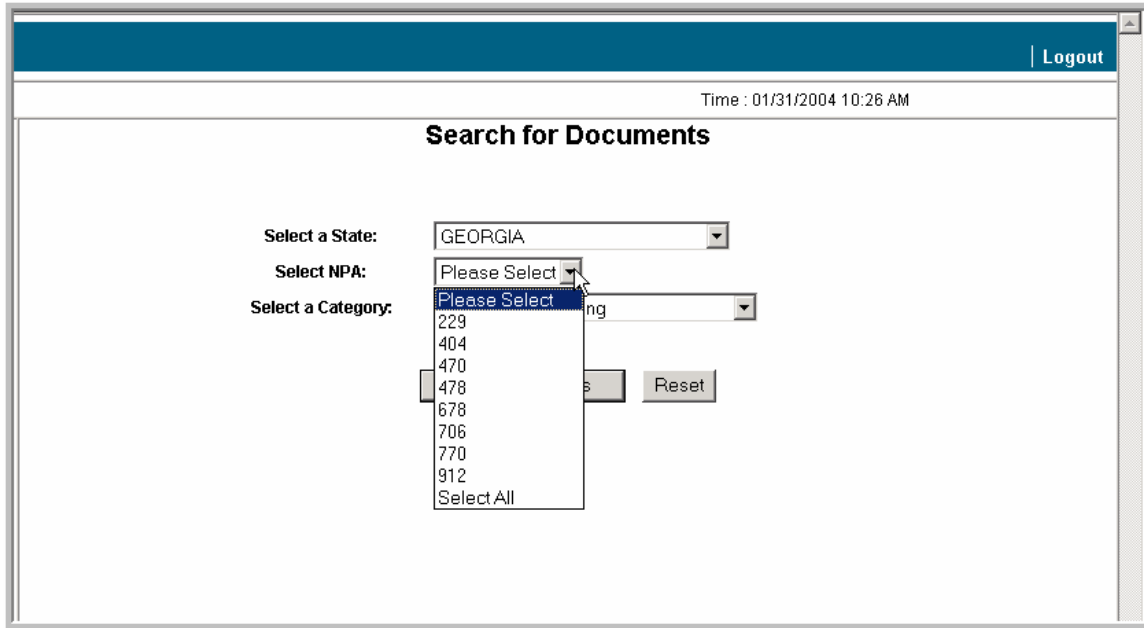 Logout
Time : 01/31/2004 10:26 AM
Search for Documents
Select a State: GEORGIA
Select NPA: Please Select
Select a Category:
Please Select
229
404
470
478
Reset
678
706
770
912
Select All